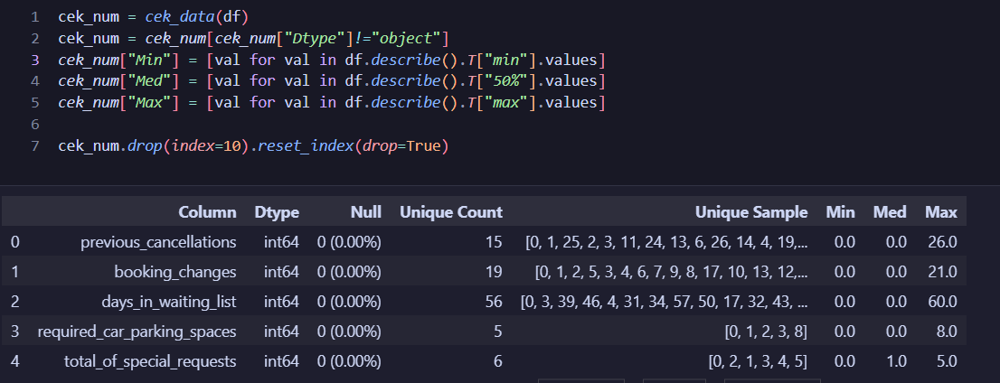 1 cek_num = cek_data(df)
2 cek_num = cek_num[cek_num["Dtype"]!="object"]
3 cek_num["Min"] = [val for val in df.describe().T["min"].values]
4 cek_num["Med"] = [val for val in df.describe().T["50%"].values]
5 cek_num["Max"] = [val for val in df.describe().T["max"].values]
6
7 cek_num.drop(index=10).reset_index(drop=True)
Column Dtype Null Unique Count Unique Sample Min Med Max
0 previous_cancellations int64 0 (0.00%) 15 [0, 1, 25, 2, 3, 11, 24, 13, 6, 26, 14, 4, 19,... 0.0 0.0 26.0
1 booking_changes int64 0 (0.00%) 19 [0, 1, 2, 5, 3, 4, 6, 7, 9, 8, 17, 10, 13, 12,... 0.0 0.0 21.0
2 days_in_waiting_list int64 0 (0.00%) 56 [0, 3, 39, 46, 4, 31, 34, 57, 50, 17, 32, 43, ... 0.0 0.0 60.0
3 required_car_parking_spaces int64 0 (0.00%) 5 [0, 1, 2, 3, 8] 0.0 0.0 8.0
4 total_of_special_requests int64 0 (0.00%) 6 [0, 2, 1, 3, 4, 5] 0.0 1.0 5.0